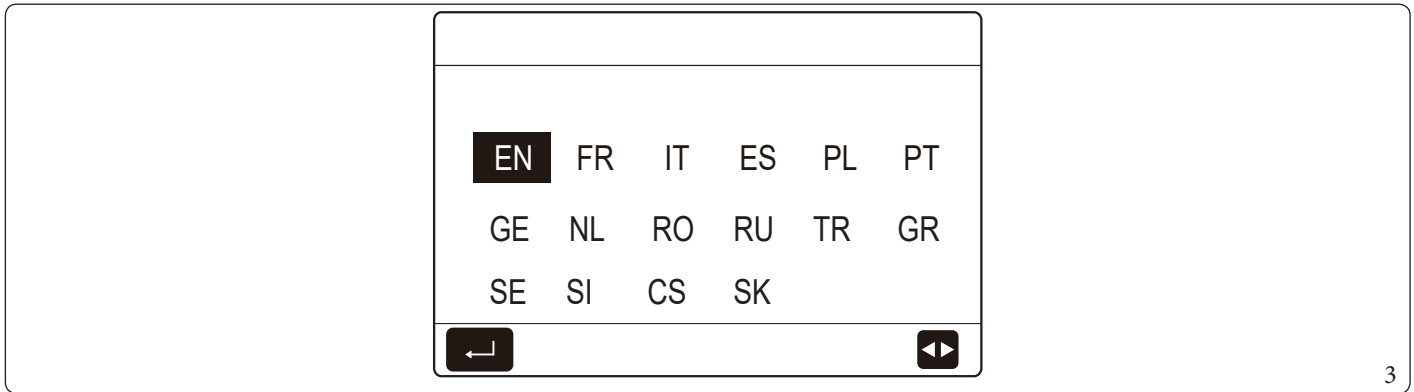 EN FR IT ES PL PT
GE NL RO RU TR GR
SE SI CS SK
3